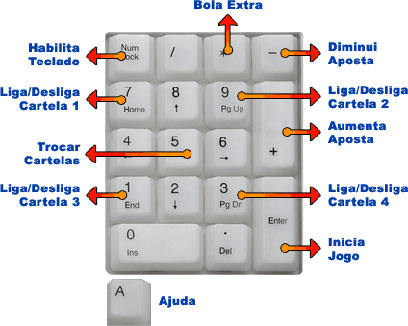 Bola Extra
Habilita
Teclado
Num
Lock
/
*
-
Diminui
Aposta
Liga/Desliga
Cartela 1
7
Home
8
↑
9
Pg Up
Liga/Desliga
Cartela 2
Trocar
Cartelas
4
5
6
→
+
Aumenta
Aposta
Liga/Desliga
Cartela 3
1
End
2
↓
3
Pg Dn
Liga/Desliga
Cartela 4
Enter
0
Ins
.
Del
Inicia
Jogo
A
Ajuda